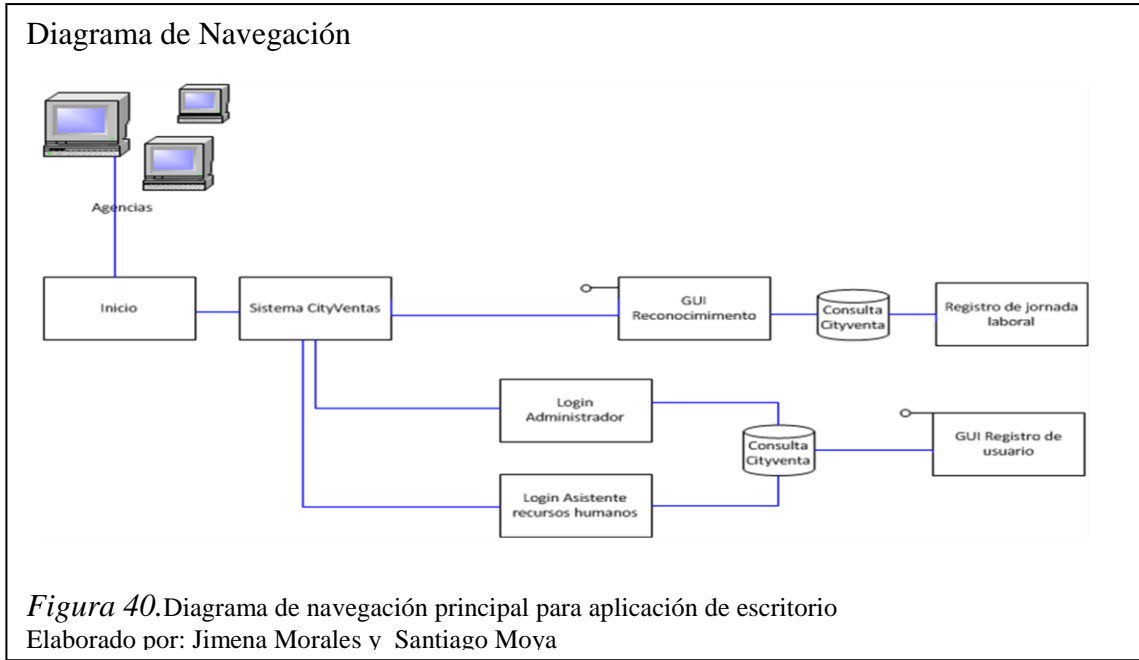 Diagrama de Navegación
Agencias
Inicio
Sistema CityVentas
GUI
Reconocimimento
Consulta
Cityventa
Registro de jornada
laboral
Login
Administrador
Consulta
Cityventa
GUI Registro de
usuario
Login Asistente
recursos humanos
Figura 40.Diagrama de navegación principal para aplicación de escritorio
Elaborado por: Jimena Morales y Santiago Moya